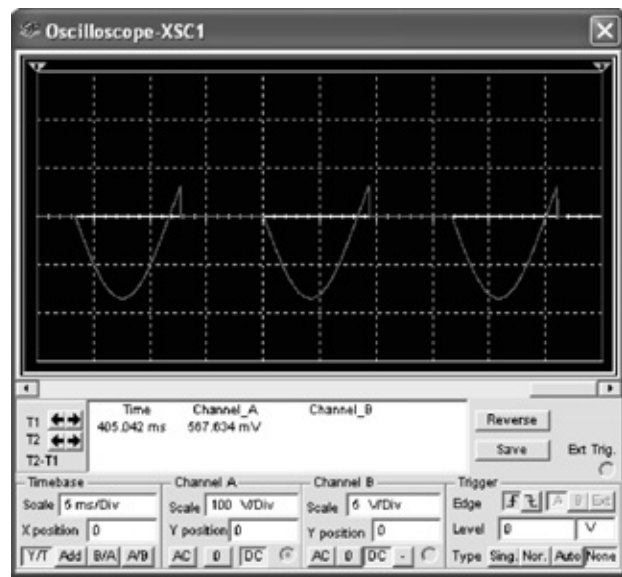 Oscilloscope-XSC1
Time Channel_A Channel_B
T1 405.042 ms 567.634 mV
T2
T2-T1
Reverse
Save
Ext Trig.
Timebase
Scale 5 ms/Div
X position 0
Y/T Add B/A A/B
Channel A
Scale 100 V/Div
Y position 0
AC 0 DC
Channel B
Scale V/Div
Y position 0
AC 0 DC -
Trigger
Edge A B Ext
Level 0 V
Type Sing. Nor. Auto None